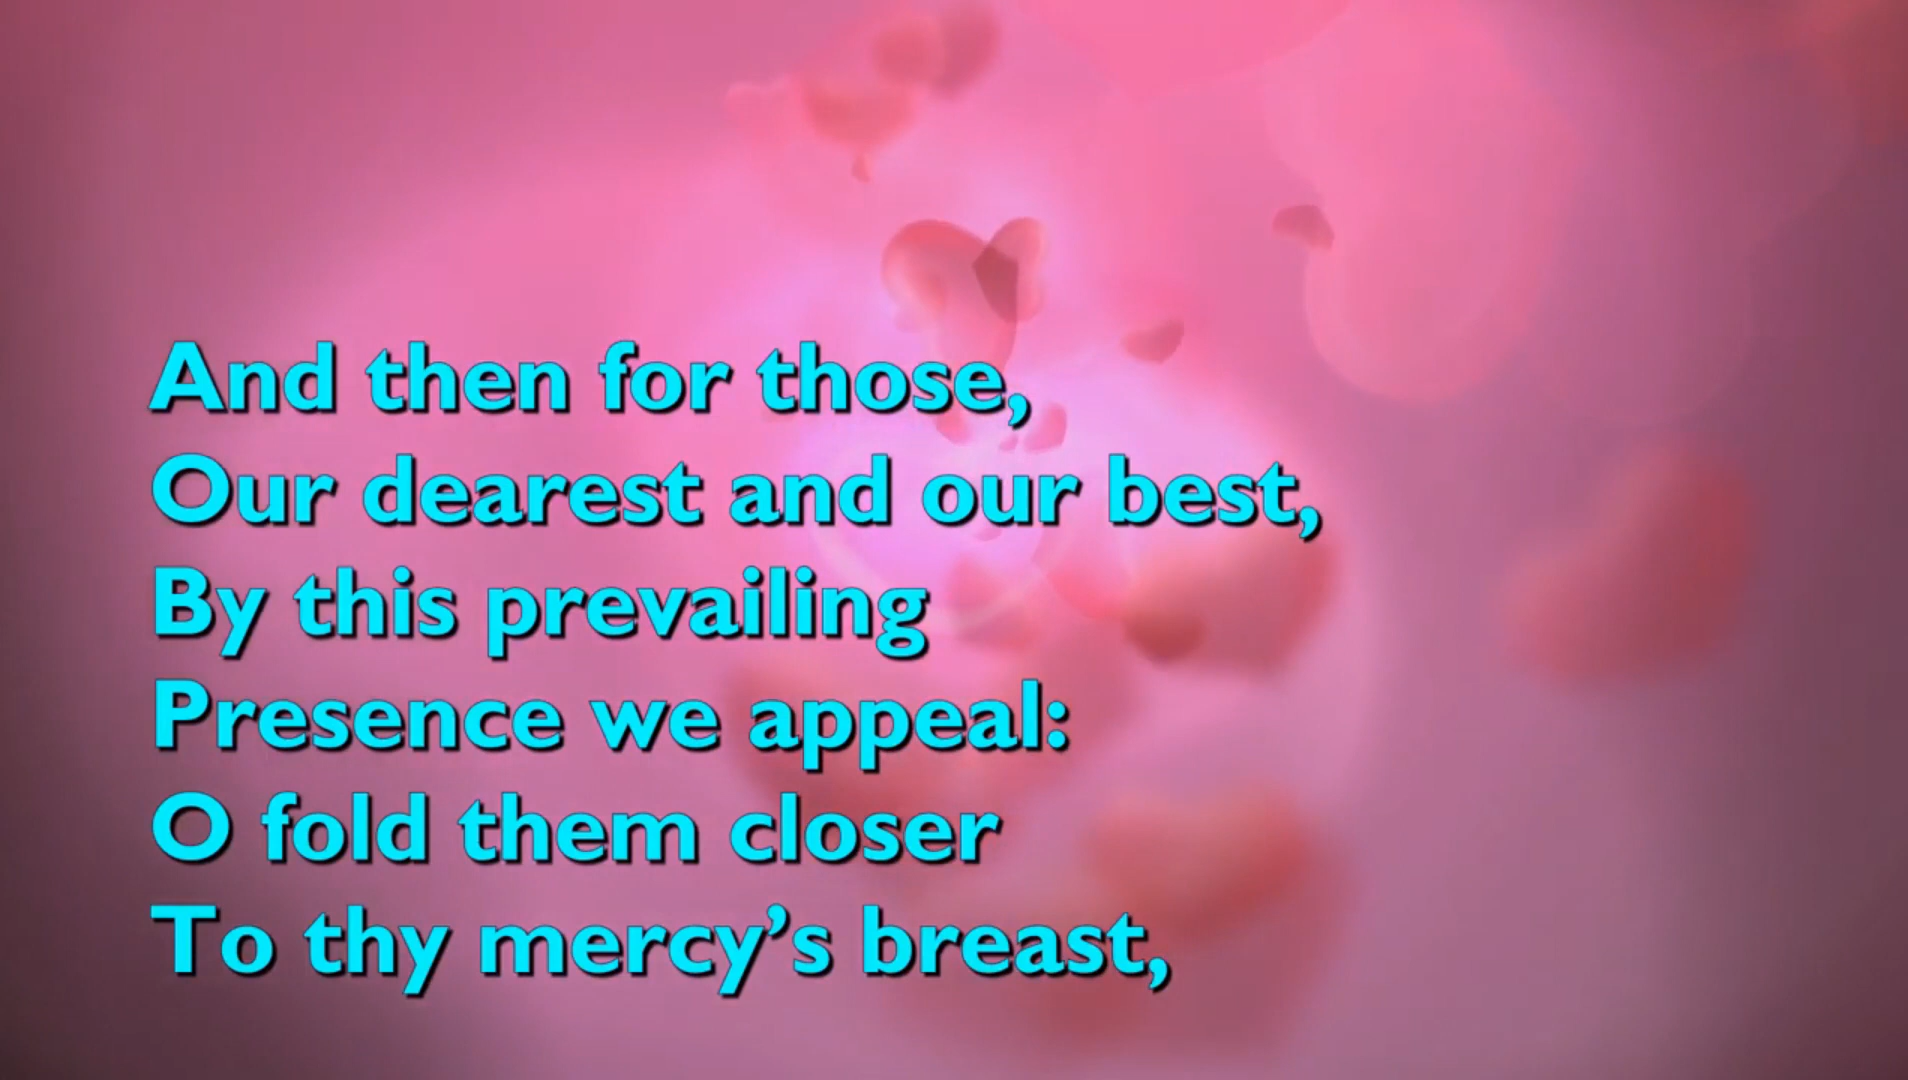 And then for those,
Our dearest and our best,
By this prevailing
Presence we appeal:
O fold them closer
To thy mercy’s breast,